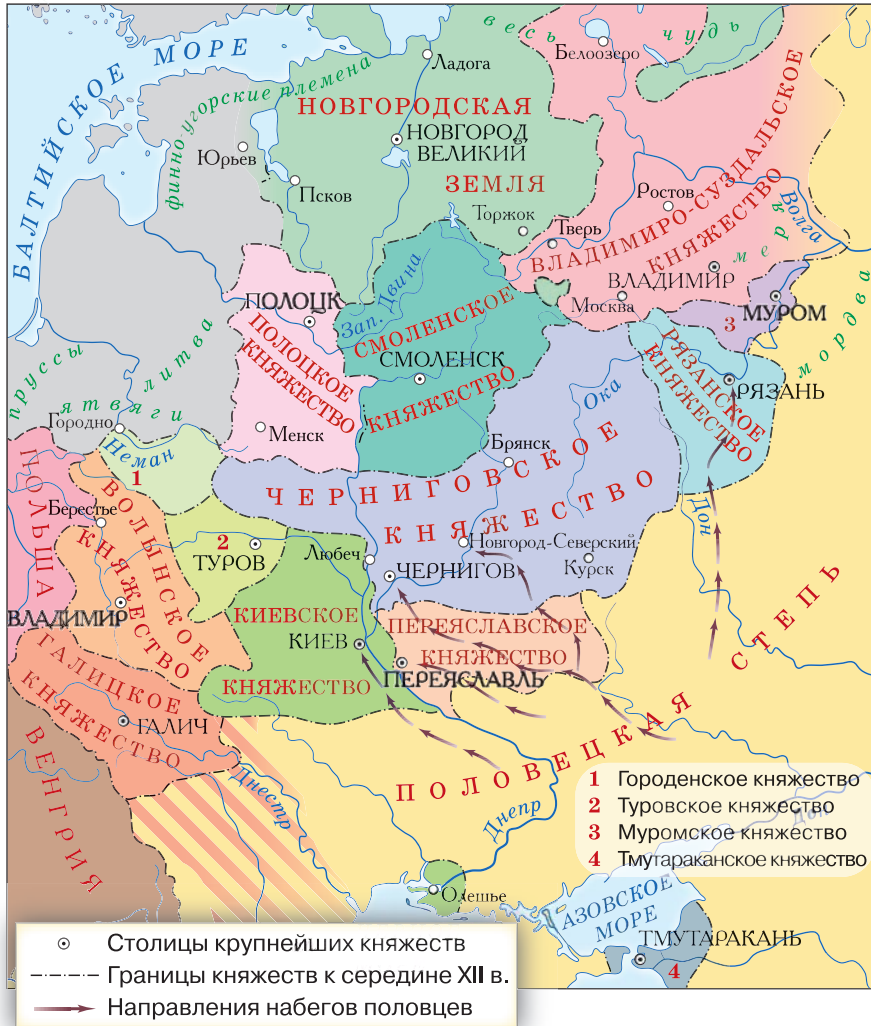 БАЛТИЙСКОЕ МОРЕ
финно-угорские племена
весь
чудь
Белоозеро
Ладога
НОВГОРОДСКАЯ
ЗЕМЛЯ
НОВГОРОД
ВЕЛИКИЙ
Юрьев
Псков
Торжок
Тверь
Ростов
ВЛАДИМИРО-СУЗДАЛЬСКОЕ
КНЯЖЕСТВО
меря
Волга
ВЛАДИМИР
Москва
3
МУРОМ
мордва
ПОЛОЦК
Зап. Двина
ПОЛОЦКОЕ
КНЯЖЕСТВО
СМОЛЕНСКОЕ
КНЯЖЕСТВО
СМОЛЕНСК
РЯЗАНСКОЕ
КНЯЖЕСТВО
РЯЗАНЬ
пруссы
литва
ятвяги
Городно
Неман
1
Менск
Брянск
Ока
ЧЕРНИГОВСКОЕ
КНЯЖЕСТВО
Новгород-Северский
Курск
Дон
ПОЛЬША
Берестье
ВОЛЫНСКОЕ
КНЯЖЕСТВО
2
ТУРОВ
Любеч
ЧЕРНИГОВ
ВЛАДИМИР
КИЕВСКОЕ
КНЯЖЕСТВО
КИЕВ
ПЕРЕЯСЛАВСКОЕ
КНЯЖЕСТВО
ПЕРЕЯСЛАВЛЬ
ГАЛИЦКОЕ
КНЯЖЕСТВО
ГАЛИЧ
ВЕНГРИЯ
Днестр
ПОЛОВЕЦКАЯ СТЕПЬ
Днепр
Олешье
Дон
АЗОВСКОЕ
МОРЕ
ТМУТАРАКАНЬ
4
1 Городенское княжество
2 Туровское княжество
3 Муромское княжество
4 Тмутараканское княжество
Столицы крупнейших княжеств
Границы княжеств к середине XII в.
Направления набегов половцев